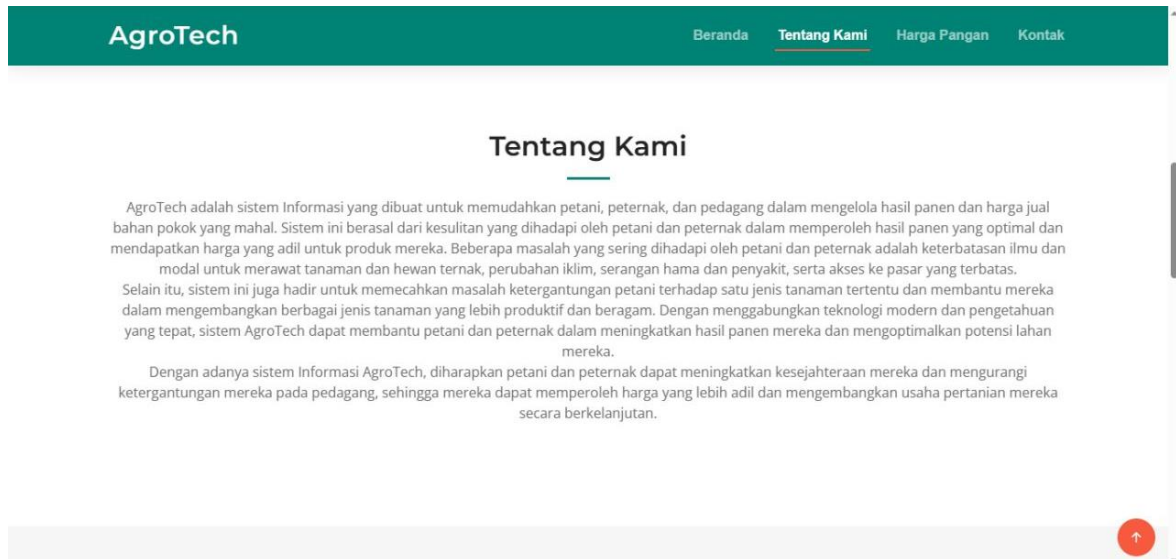 AgroTech
Beranda Tentang Kami Harga Pangan Kontak
Tentang Kami
AgroTech adalah sistem Informasi yang dibuat untuk memudahkan petani, peternak, dan pedagang dalam mengelola hasil panen dan harga jual
bahan pokok yang mahal. Sistem ini berasal dari kesulitan yang dihadapi oleh petani dan peternak dalam memperoleh hasil panen yang optimal dan
mendapatkan harga yang adil untuk produk mereka. Beberapa masalah yang sering dihadapi oleh petani dan peternak adalah keterbatasan ilmu dan
modal untuk merawat tanaman dan hewan ternak, perubahan iklim, serangan hama dan penyakit, serta akses ke pasar yang terbatas.
Selain itu, sistem ini juga hadir untuk memecahkan masalah ketergantungan petani terhadap satu jenis tanaman tertentu dan membantu mereka
dalam mengembangkan berbagai jenis tanaman yang lebih produktif dan beragam. Dengan menggabungkan teknologi modern dan pengetahuan
yang tepat, sistem AgroTech dapat membantu petani dan peternak dalam meningkatkan hasil panen mereka dan mengoptimalkan potensi lahan
mereka.
Dengan adanya sistem Informasi AgroTech, diharapkan petani dan peternak dapat meningkatkan kesejahteraan mereka dan mengurangi
ketergantungan mereka pada pedagang, sehingga mereka dapat memperoleh harga yang lebih adil dan mengembangkan usaha pertanian mereka
secara berkelanjutan.